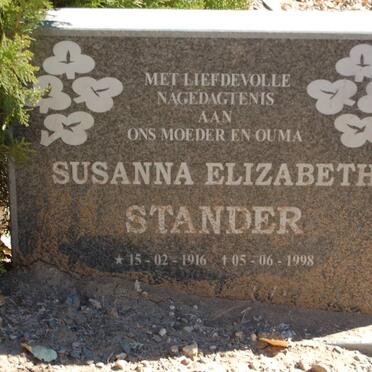 MET LIEFDEVOLLE
NAGEDAGTENIS
AAN
ONS MOEDER EN OUMA
SUSANNA ELIZABETH
STANDER
★ 15 - 02 - 1916 † 05 - 06 - 1998